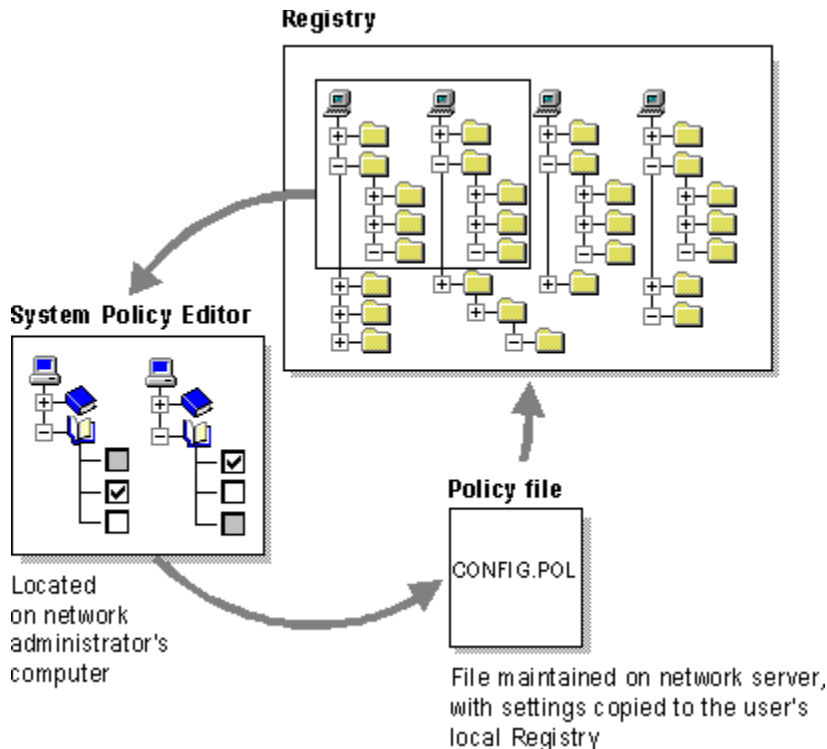 Registry
System Policy Editor
Located
on network
administrator's
computer
Policy file
CONFIG.POL
File maintained on network server,
with settings copied to the user's
local Registry